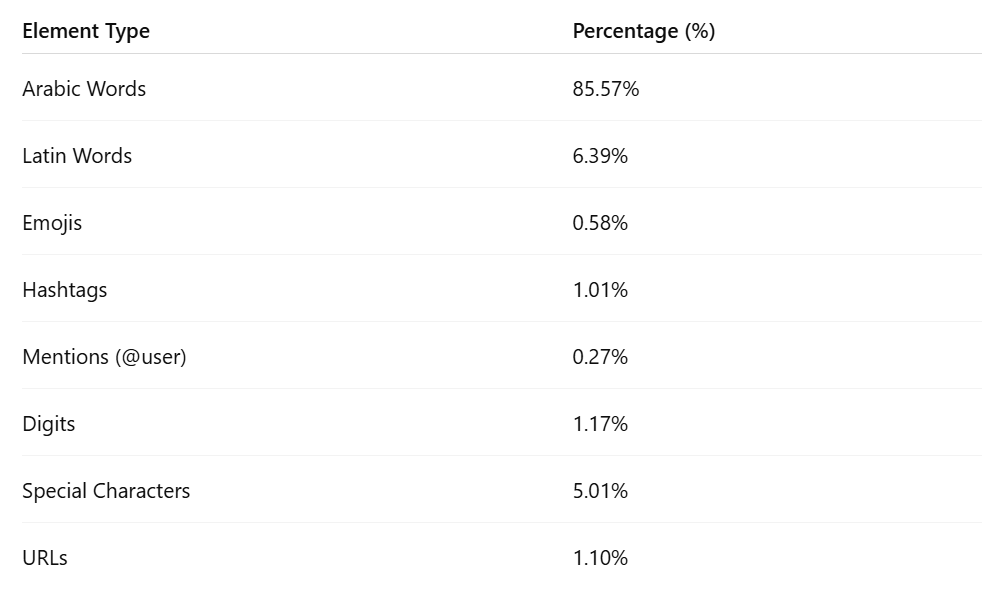 Element Type Percentage (%)
Arabic Words 85.57%
Latin Words 6.39%
Emojis 0.58%
Hashtags 1.01%
Mentions (@user) 0.27%
Digits 1.17%
Special Characters 5.01%
URLs 1.10%